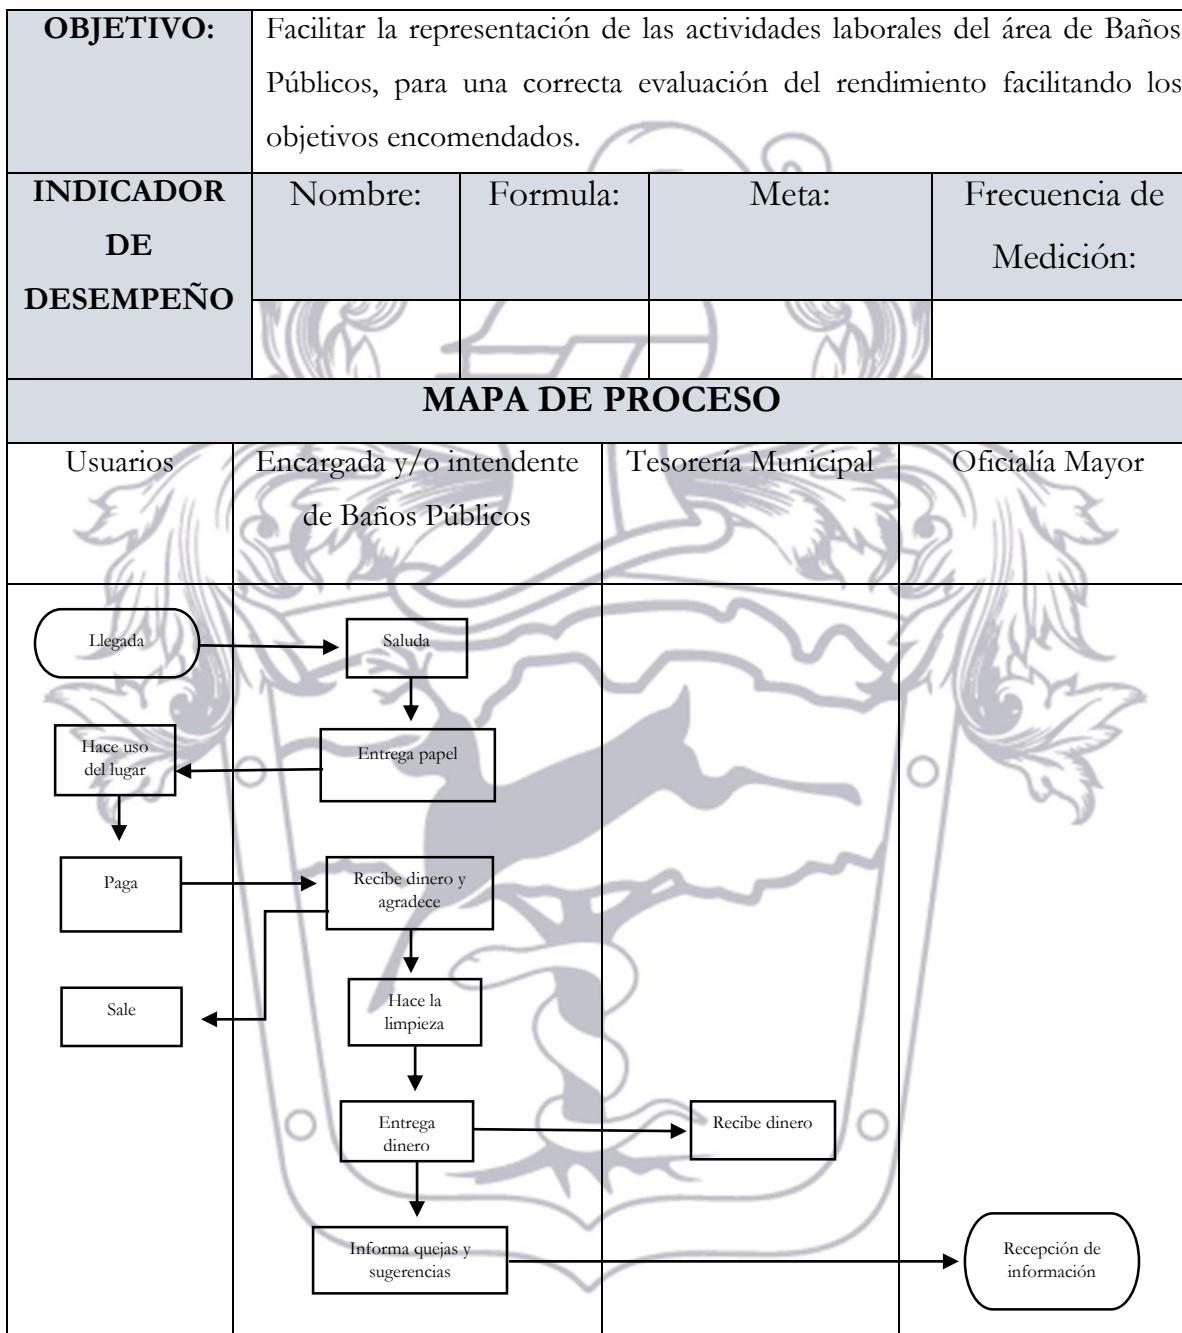 OBJETIVO:
Facilitar la representación de las actividades laborales del área de Baños
Públicos, para una correcta evaluación del rendimiento facilitando los
objetivos encomendados.
INDICADOR
DE
DESEMPEÑO
Nombre:
Formula:
Meta:
Frecuencia de
Medición:
MAPA DE PROCESO
Usuarios
Encargada y/o intendente
de Baños Públicos
Tesorería Municipal
Oficialía Mayor
Llegada
Saluda
Entrega papel
Hace uso
del lugar
Paga
Recibe dinero y
agradece
Sale
Hace la
limpieza
Entrega
dinero
Recibe dinero
Informa quejas y
sugerencias
Recepción de
información